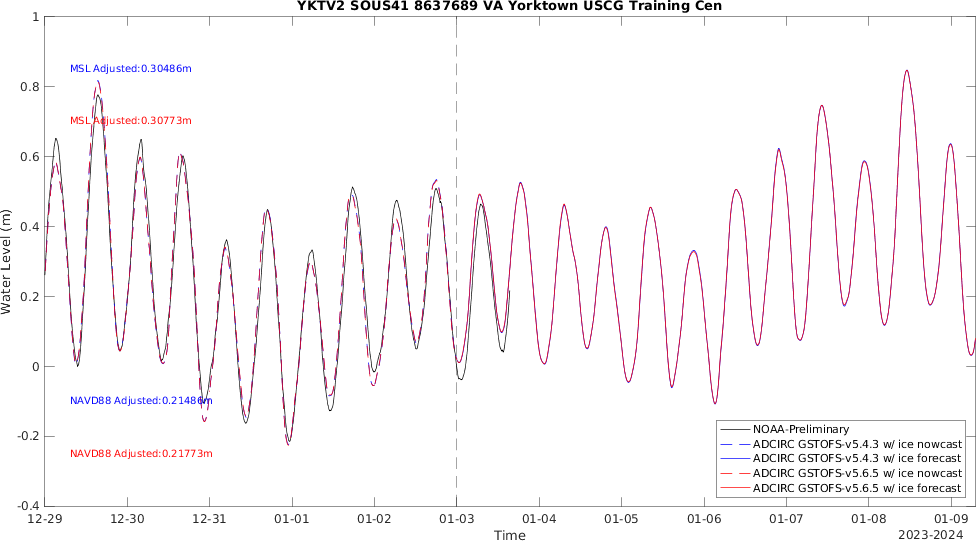 YKTV2 SOUS41 8637689 VA Yorktown USCG Training Cen
1
0.8
0.6
0.4
0.2
0
-0.2
-0.4
Water Level (m)
MSL Adjusted:0.30486m
MSL Adjusted:0.30773m
NAVD88 Adjusted:0.21486m
NAVD88 Adjusted:0.21773m
NOAA-Preliminary
ADCIRC GSTOFS-v5.4.3 w/ ice nowcast
ADCIRC GSTOFS-v5.4.3 w/ ice forecast
ADCIRC GSTOFS-v5.6.5 w/ ice nowcast
ADCIRC GSTOFS-v5.6.5 w/ ice forecast
12-29 12-30 12-31 01-01 01-02 01-03 01-04 01-05 01-06 01-07 01-08 01-09
Time
2023-2024